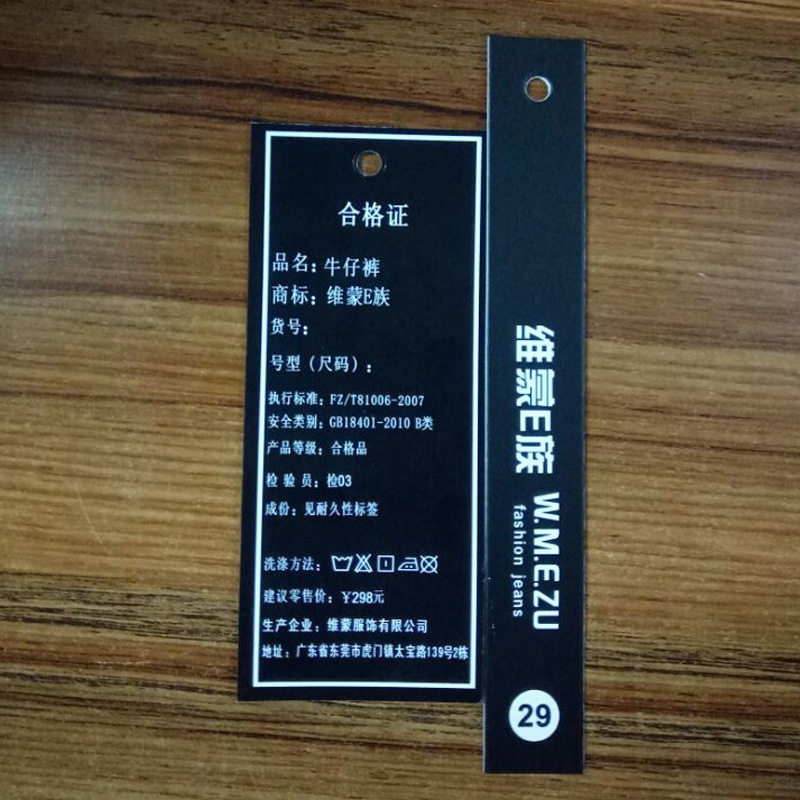 合格证
品名：牛仔裤
商标：维蒙E族
货号：
号型（尺码）：
执行标准：FZ/T81006-2007
安全类别：GB18401-2010 B类
产品等级：合格品
检 验 员：检03
成份：见耐久性标签
洗涤方法：
建议零售价：¥298元
生产企业：维蒙服饰有限公司
地址：广东省东莞市虎门镇太宝路139号2栋
维蒙E族 W.M.E.ZU
fashion jeans
29